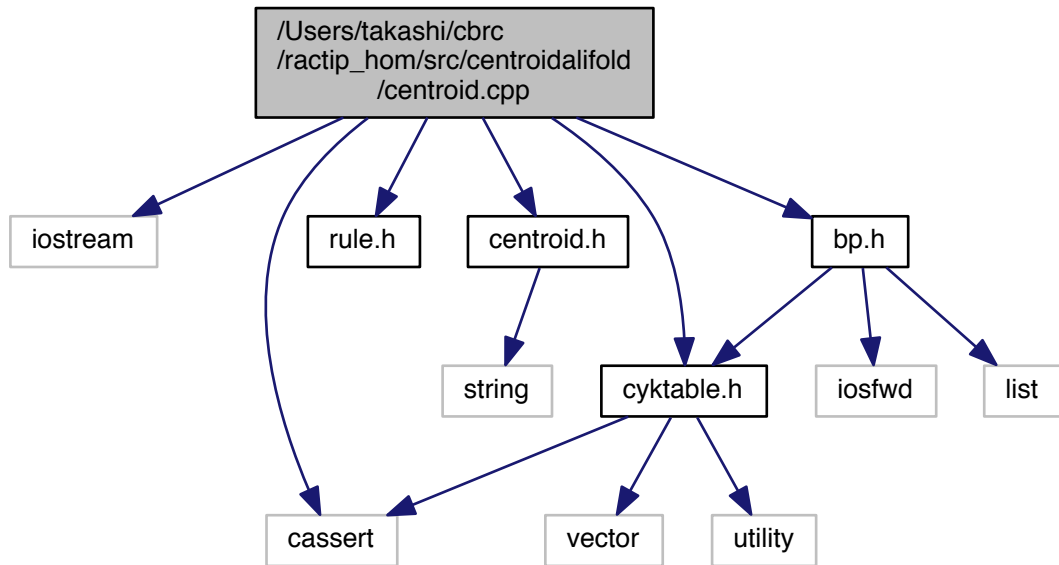 /Users/takashi/cbrc
/ractip_hom/src/centroidalifold
/centroid.cpp
iostream
rule.h
centroid.h
bp.h
string
cyktable.h
iosfwd
list
cassert
vector
utility